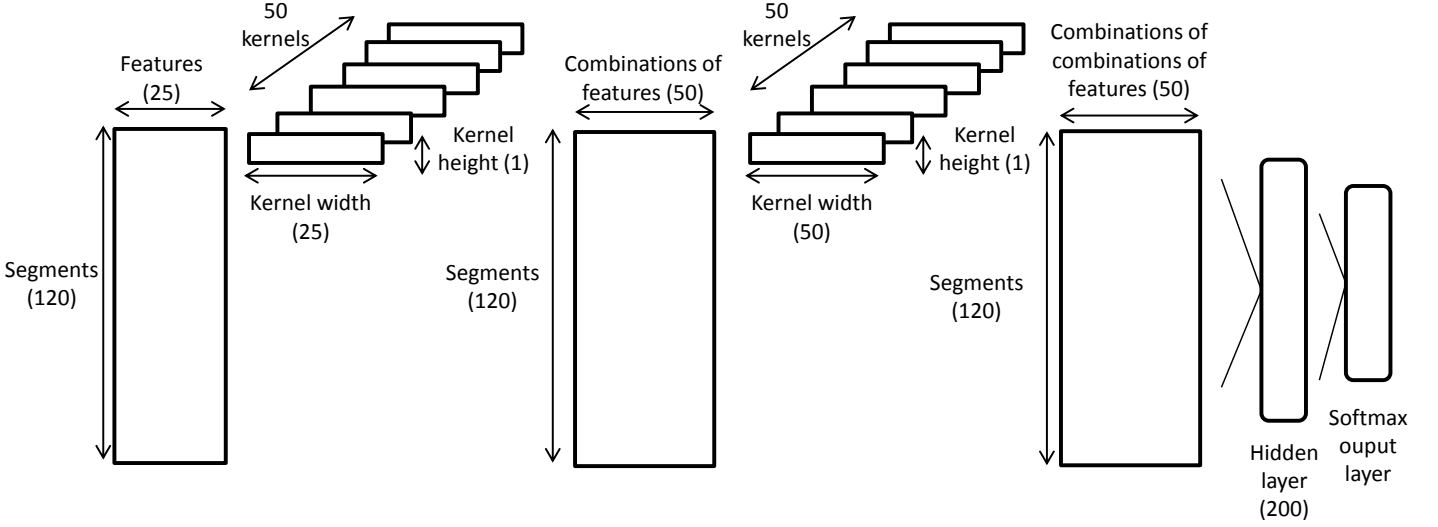 Features
(25)
Segments
(120)
50
kernels
Kernel
height (1)
Kernel width
(25)
Combinations of
features (50)
Segments
(120)
50
kernels
Kernel
height (1)
Kernel width
(50)
Combinations of
combinations of
features (50)
Segments
(120)
Hidden
layer
(200)
Softmax
ouput
layer